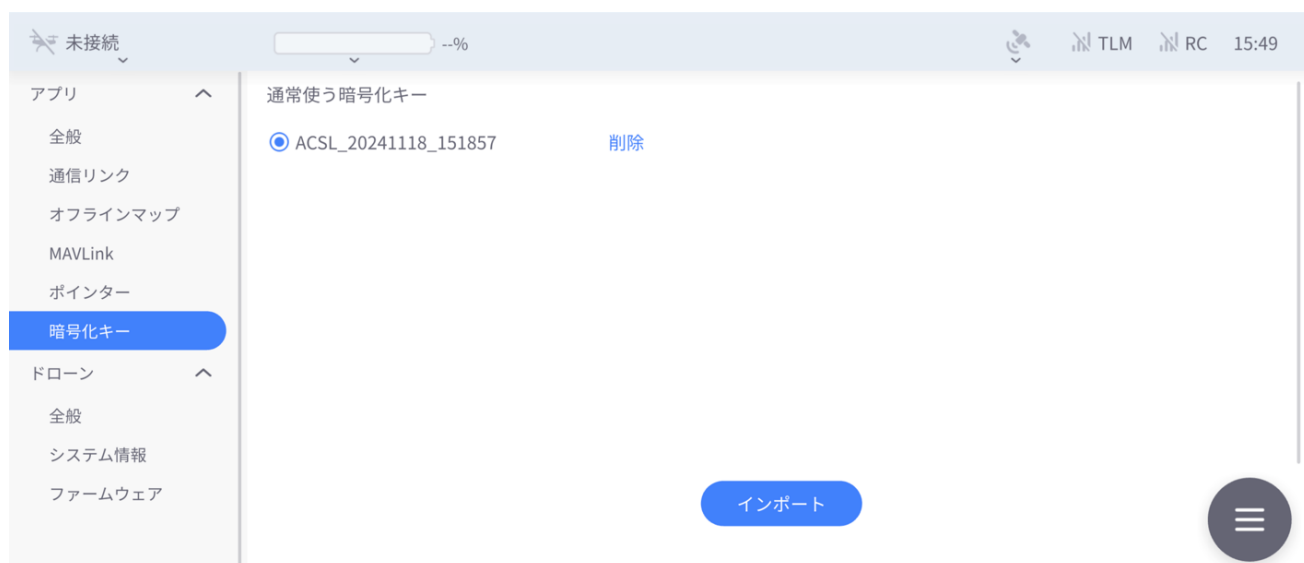 未接続 --% TLM RC 15:49
アプリ
全般
通信リンク
オフラインマップ
MAVLink
ポインター
暗号化キー
ドローン
全般
システム情報
ファームウェア
通常使う暗号化キー
ACSL_20241118_151857 削除
インポート